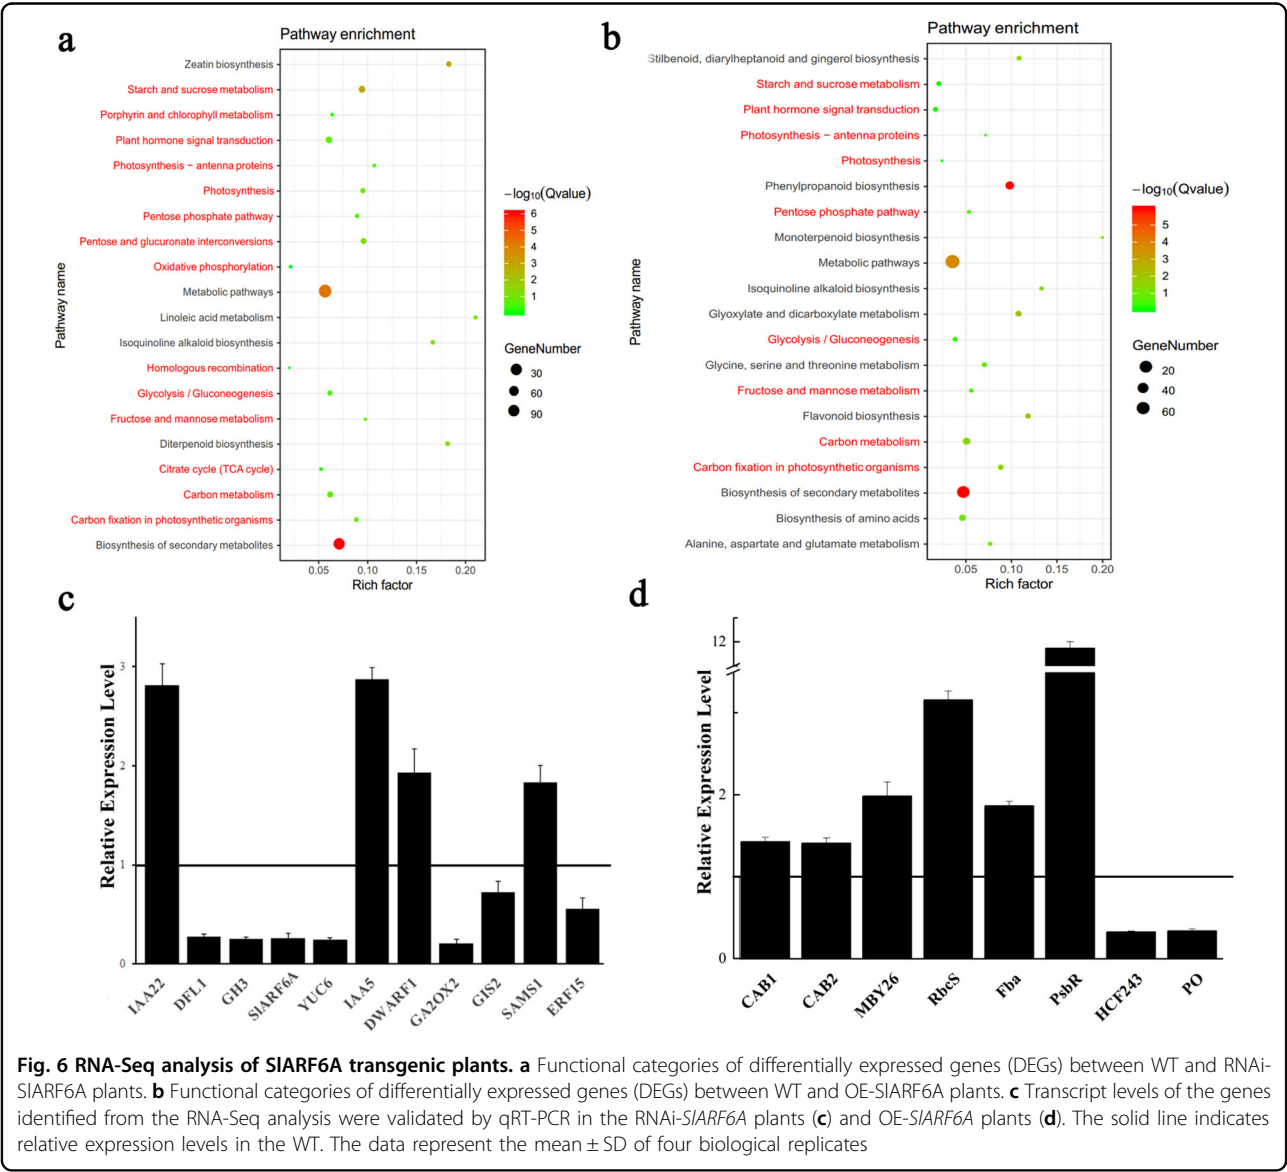 a
Pathway enrichment
Zeatin biosynthesis
Starch and sucrose metabolism
Porphyrin and chlorophyll metabolism
Plant hormone signal transduction
Photosynthesis − antenna proteins
Photosynthesis
Pentose phosphate pathway
Pentose and glucuronate interconversions
Oxidative phosphorylation
Metabolic pathways
Linoleic acid metabolism
Isoquinoline alkaloid biosynthesis
Homologous recombination
Glycolysis / Gluconeogenesis
Fructose and mannose metabolism
Diterpenoid biosynthesis
Citrate cycle (TCA cycle)
Carbon metabolism
Carbon fixation in photosynthetic organisms
Biosynthesis of secondary metabolites
Pathway name
0.05 0.10 0.15 0.20
Rich factor
−log₁₀(Qvalue)
6
5
4
3
2
1
GeneNumber
30
60
90
b
Pathway enrichment
Stilbenoid, diarylheptanoid and gingerol biosynthesis
Starch and sucrose metabolism
Plant hormone signal transduction
Photosynthesis − antenna proteins
Photosynthesis
Phenylpropanoid biosynthesis
Pentose phosphate pathway
Monoterpenoid biosynthesis
Metabolic pathways
Isoquinoline alkaloid biosynthesis
Glyoxylate and dicarboxylate metabolism
Glycolysis / Gluconeogenesis
Glycine, serine and threonine metabolism
Fructose and mannose metabolism
Flavonoid biosynthesis
Carbon metabolism
Carbon fixation in photosynthetic organisms
Biosynthesis of secondary metabolites
Biosynthesis of amino acids
Alanine, aspartate and glutamate metabolism
Pathway name
0.05 0.10 0.15 0.20
Rich factor
−log₁₀(Qvalue)
5
4
3
2
1
GeneNumber
20
40
60
c
Relative Expression Level
3
2
1
0
IAA22 DFL1 GH3 SlARF6A YUC6 IAA5 DWARF1 GA2OX2 GIS2 SAMS1 ERF15
d
Relative Expression Level
12
2
0
CAB1 CAB2 MBY26 RbcS Fba PsbR HCF243 PO
Fig. 6 RNA-Seq analysis of SlARF6A transgenic plants. a Functional categories of differentially expressed genes (DEGs) between WT and RNAi-
SlARF6A plants. b Functional categories of differentially expressed genes (DEGs) between WT and OE-SlARF6A plants. c Transcript levels of the genes
identified from the RNA-Seq analysis were validated by qRT-PCR in the RNAi-SlARF6A plants (c) and OE-SlARF6A plants (d). The solid line indicates
relative expression levels in the WT. The data represent the mean ± SD of four biological replicates